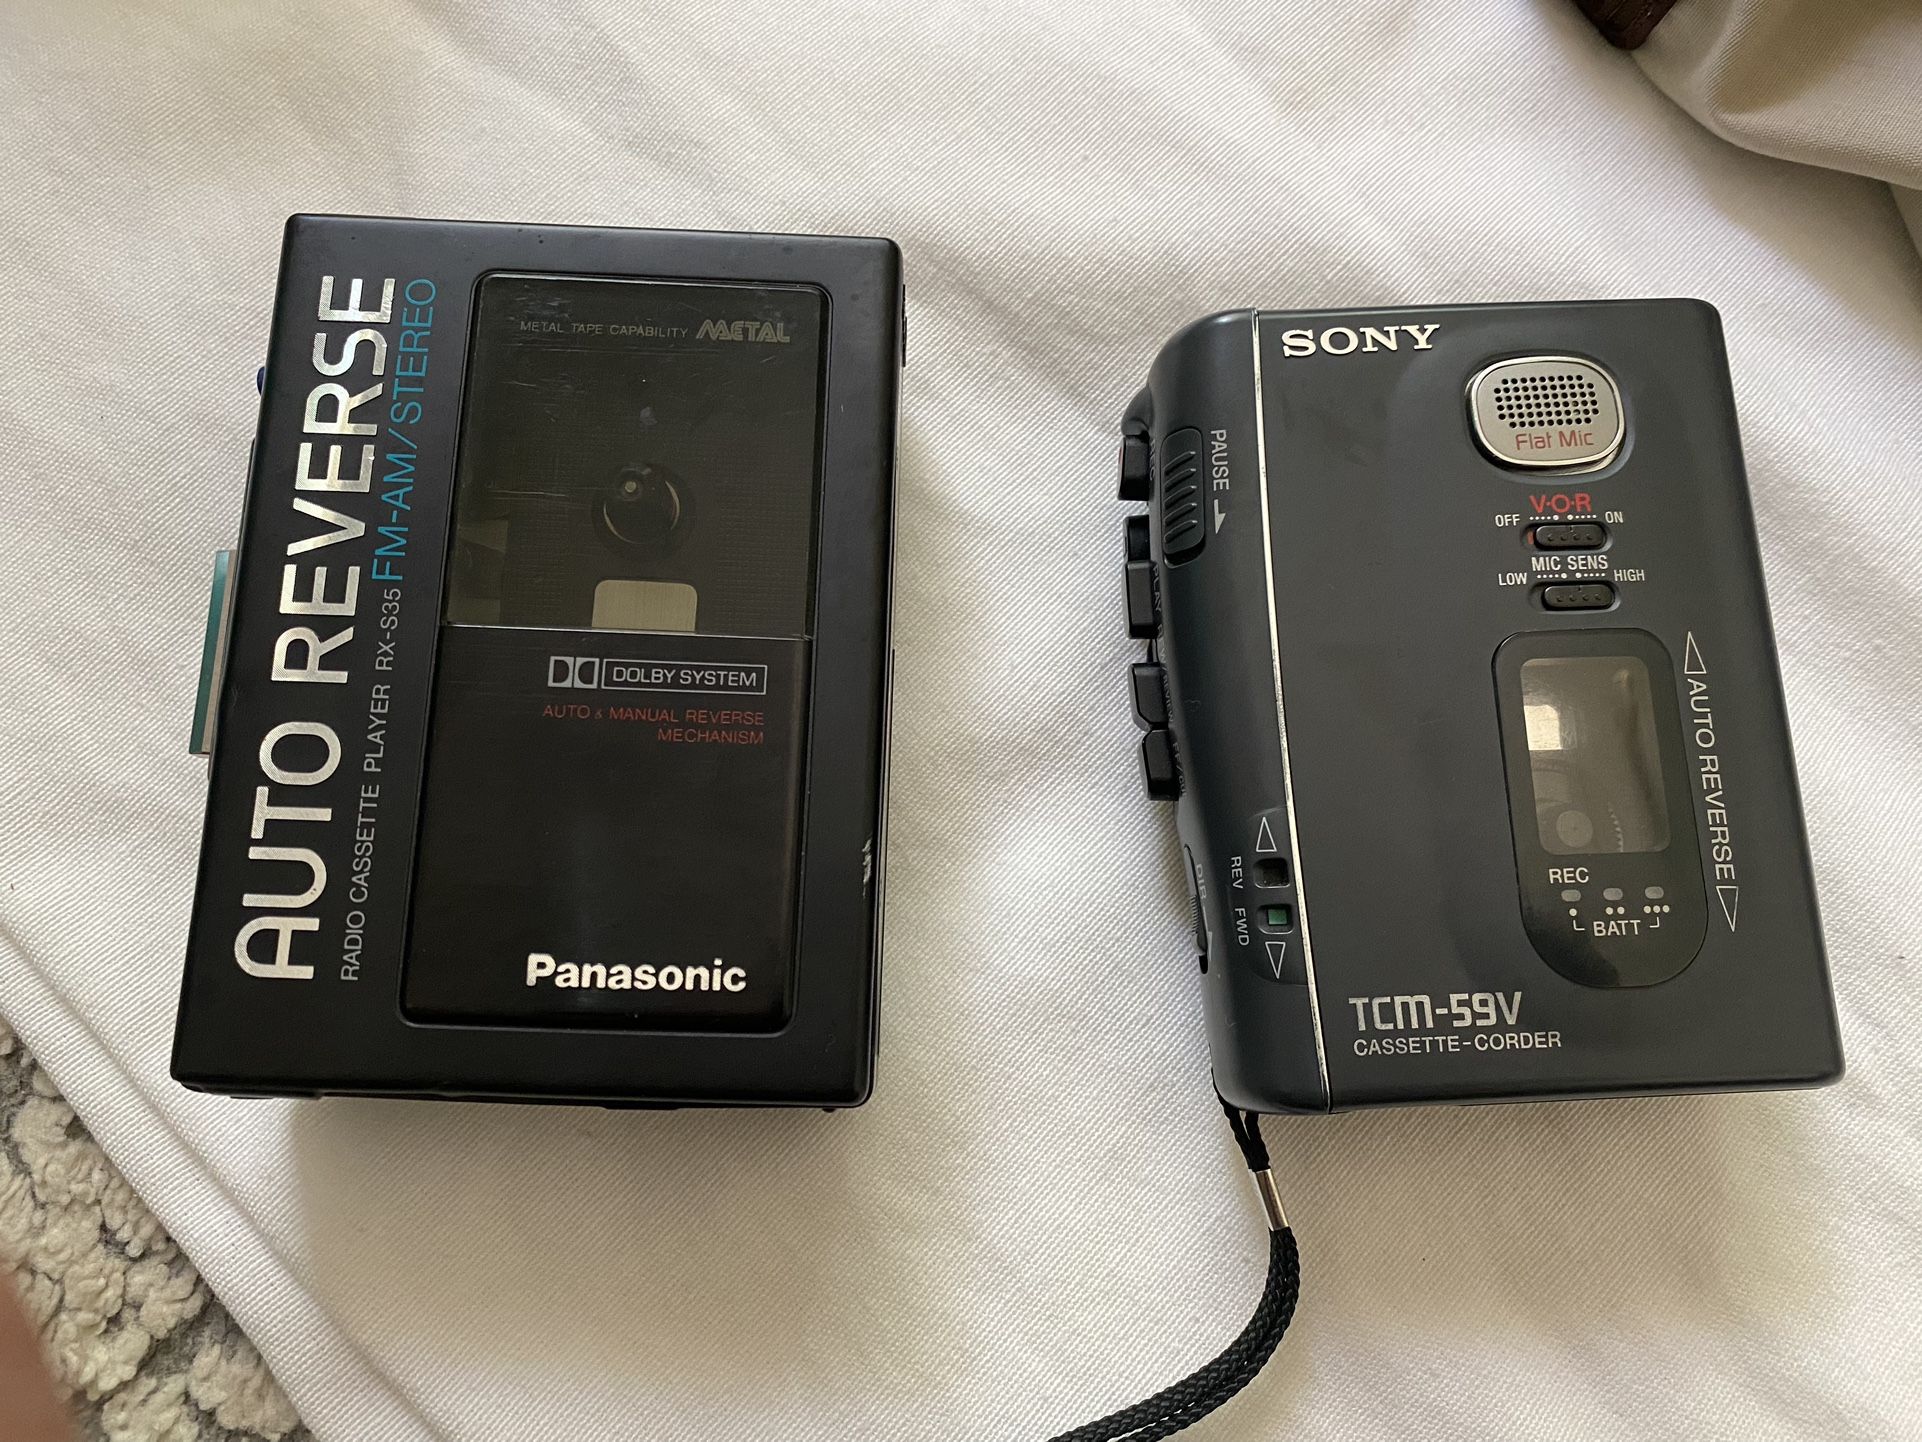 AUTO REVERSE
RADIO CASSETTE PLAYER RX-S35 FM-AM/STEREO
METAL TAPE CAPABILITY METAL
DOLBY SYSTEM
AUTO & MANUAL REVERSE
MECHANISM
Panasonic
SONY
Flat Mic
PAUSE
V·O·R
OFF ON
MIC SENS
LOW HIGH
AUTO REVERSE
REV FWD
DIR
REC
BATT
TCM-59V
CASSETTE-CORDER